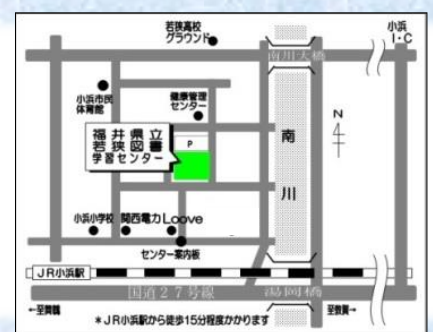 若狭高校
グラウンド
小浜
I・C
南川大橋
小浜市民
体育館
健康管理
センター
N
福井県立
若狭図書
学習センター
P
南
川
小浜小学校
関西電力
Loove
センター案内板
JR小浜駅
国道27号線
湯岡橋
←至舞鶴
至敦賀→
*JR小浜駅から徒歩15分程度かかります